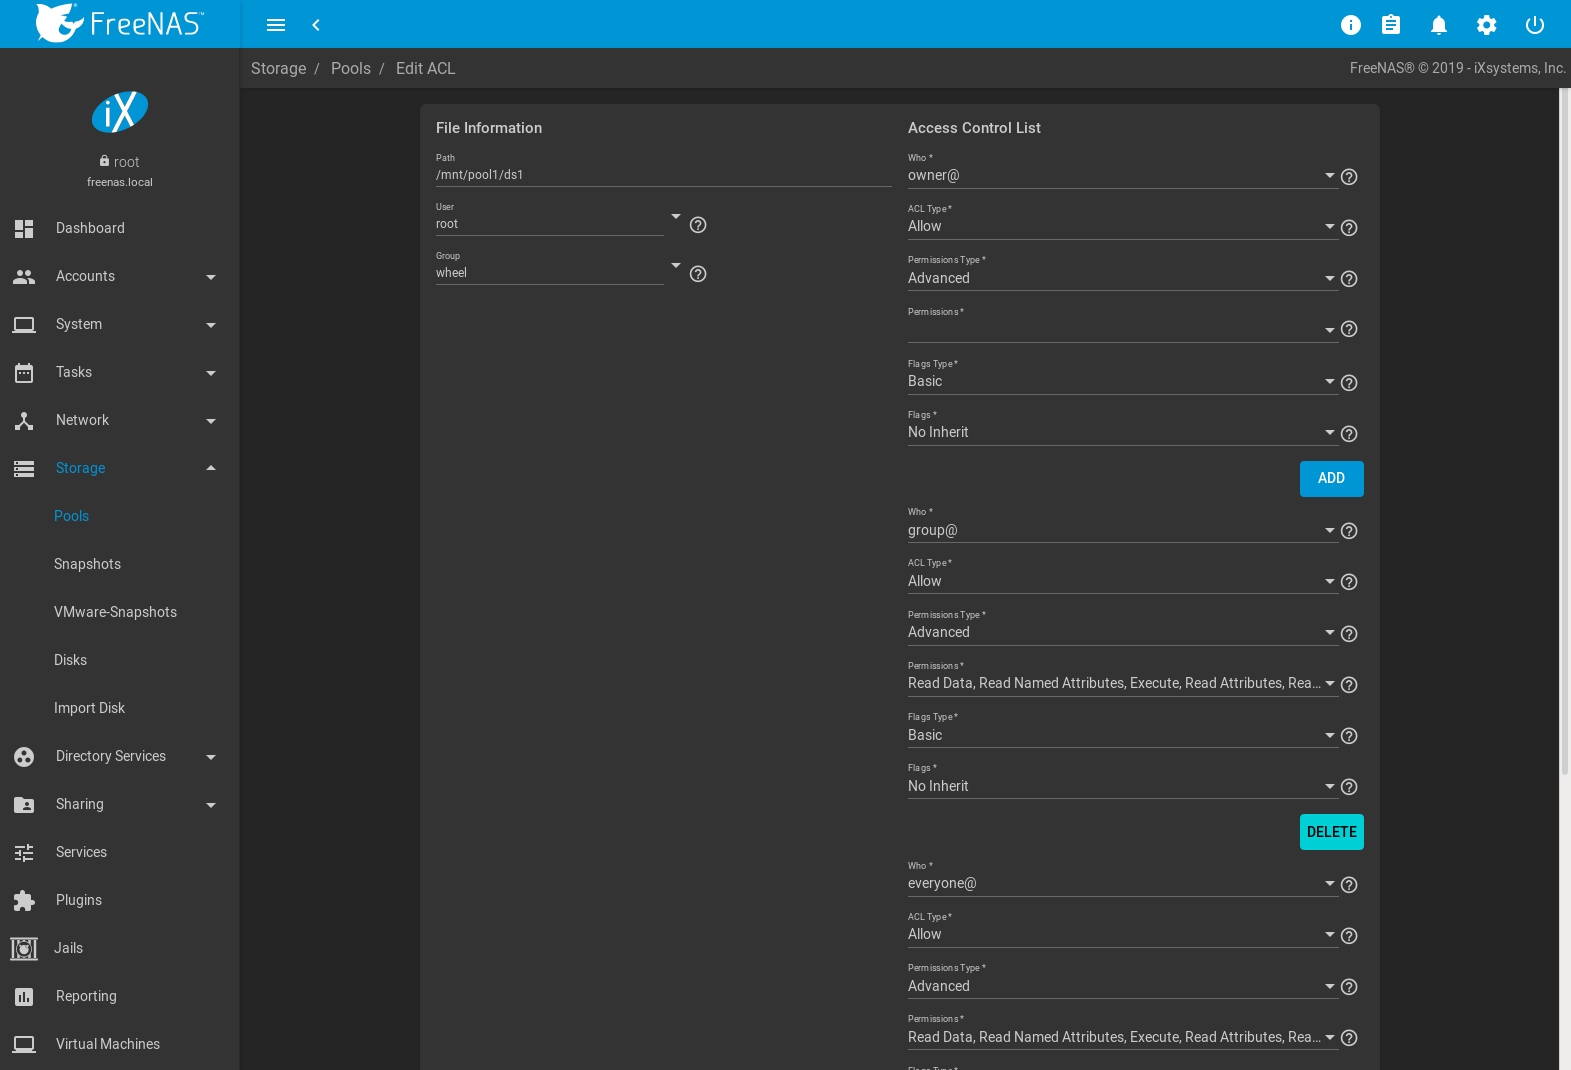 FreeNAS™
Storage / Pools / Edit ACL
FreeNAS® © 2019 - iXsystems, Inc.
iX
root
freenas.local
Dashboard
Accounts
System
Tasks
Network
Storage
Pools
Snapshots
VMware-Snapshots
Disks
Import Disk
Directory Services
Sharing
Services
Plugins
Jails
Reporting
Virtual Machines
File Information
Path
/mnt/pool1/ds1
User
root
Group
wheel
Access Control List
Who *
owner@
ACL Type *
Allow
Permissions Type *
Advanced
Permissions *
Flags Type *
Basic
Flags *
No Inherit
ADD
Who *
group@
ACL Type *
Allow
Permissions Type *
Advanced
Permissions *
Read Data, Read Named Attributes, Execute, Read Attributes, Rea...
Flags Type *
Basic
Flags *
No Inherit
DELETE
Who *
everyone@
ACL Type *
Allow
Permissions Type *
Advanced
Permissions *
Read Data, Read Named Attributes, Execute, Read Attributes, Rea...
Flags Type *